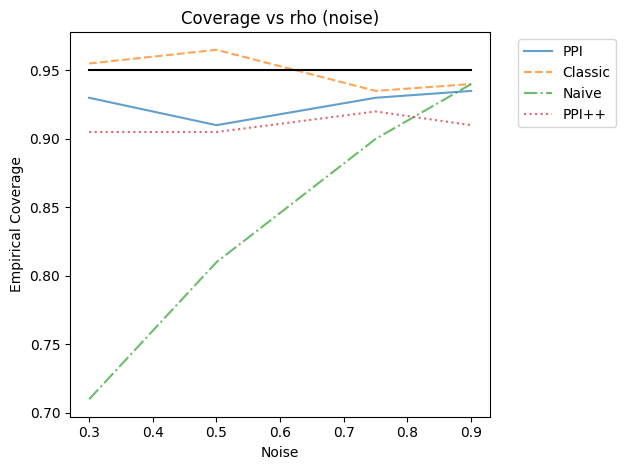 Coverage vs rho (noise)
PPI
Classic
Naive
PPI++
Empirical Coverage
0.95
0.90
0.85
0.80
0.75
0.70
0.3 0.4 0.5 0.6 0.7 0.8 0.9
Noise